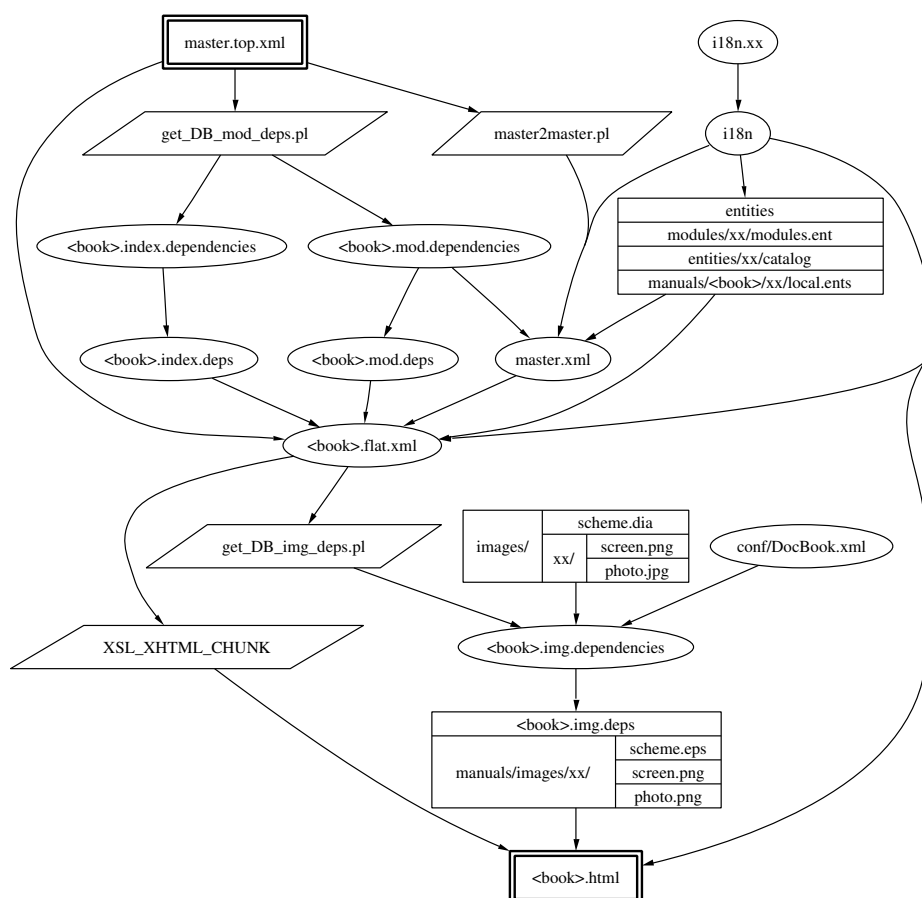 master.top.xml
i18n.xx
get_DB_mod_deps.pl
master2master.pl
i18n
entities
modules/xx/modules.ent
entities/xx/catalog
manuals/<book>/xx/local.ents
<book>.index.dependencies
<book>.mod.dependencies
<book>.index.deps
<book>.mod.deps
master.xml
<book>.flat.xml
get_DB_img_deps.pl
images/
scheme.dia
xx/
screen.png
photo.jpg
conf/DocBook.xml
XSL_XHTML_CHUNK
<book>.img.dependencies
<book>.img.deps
manuals/images/xx/
scheme.eps
screen.png
photo.png
<book>.html